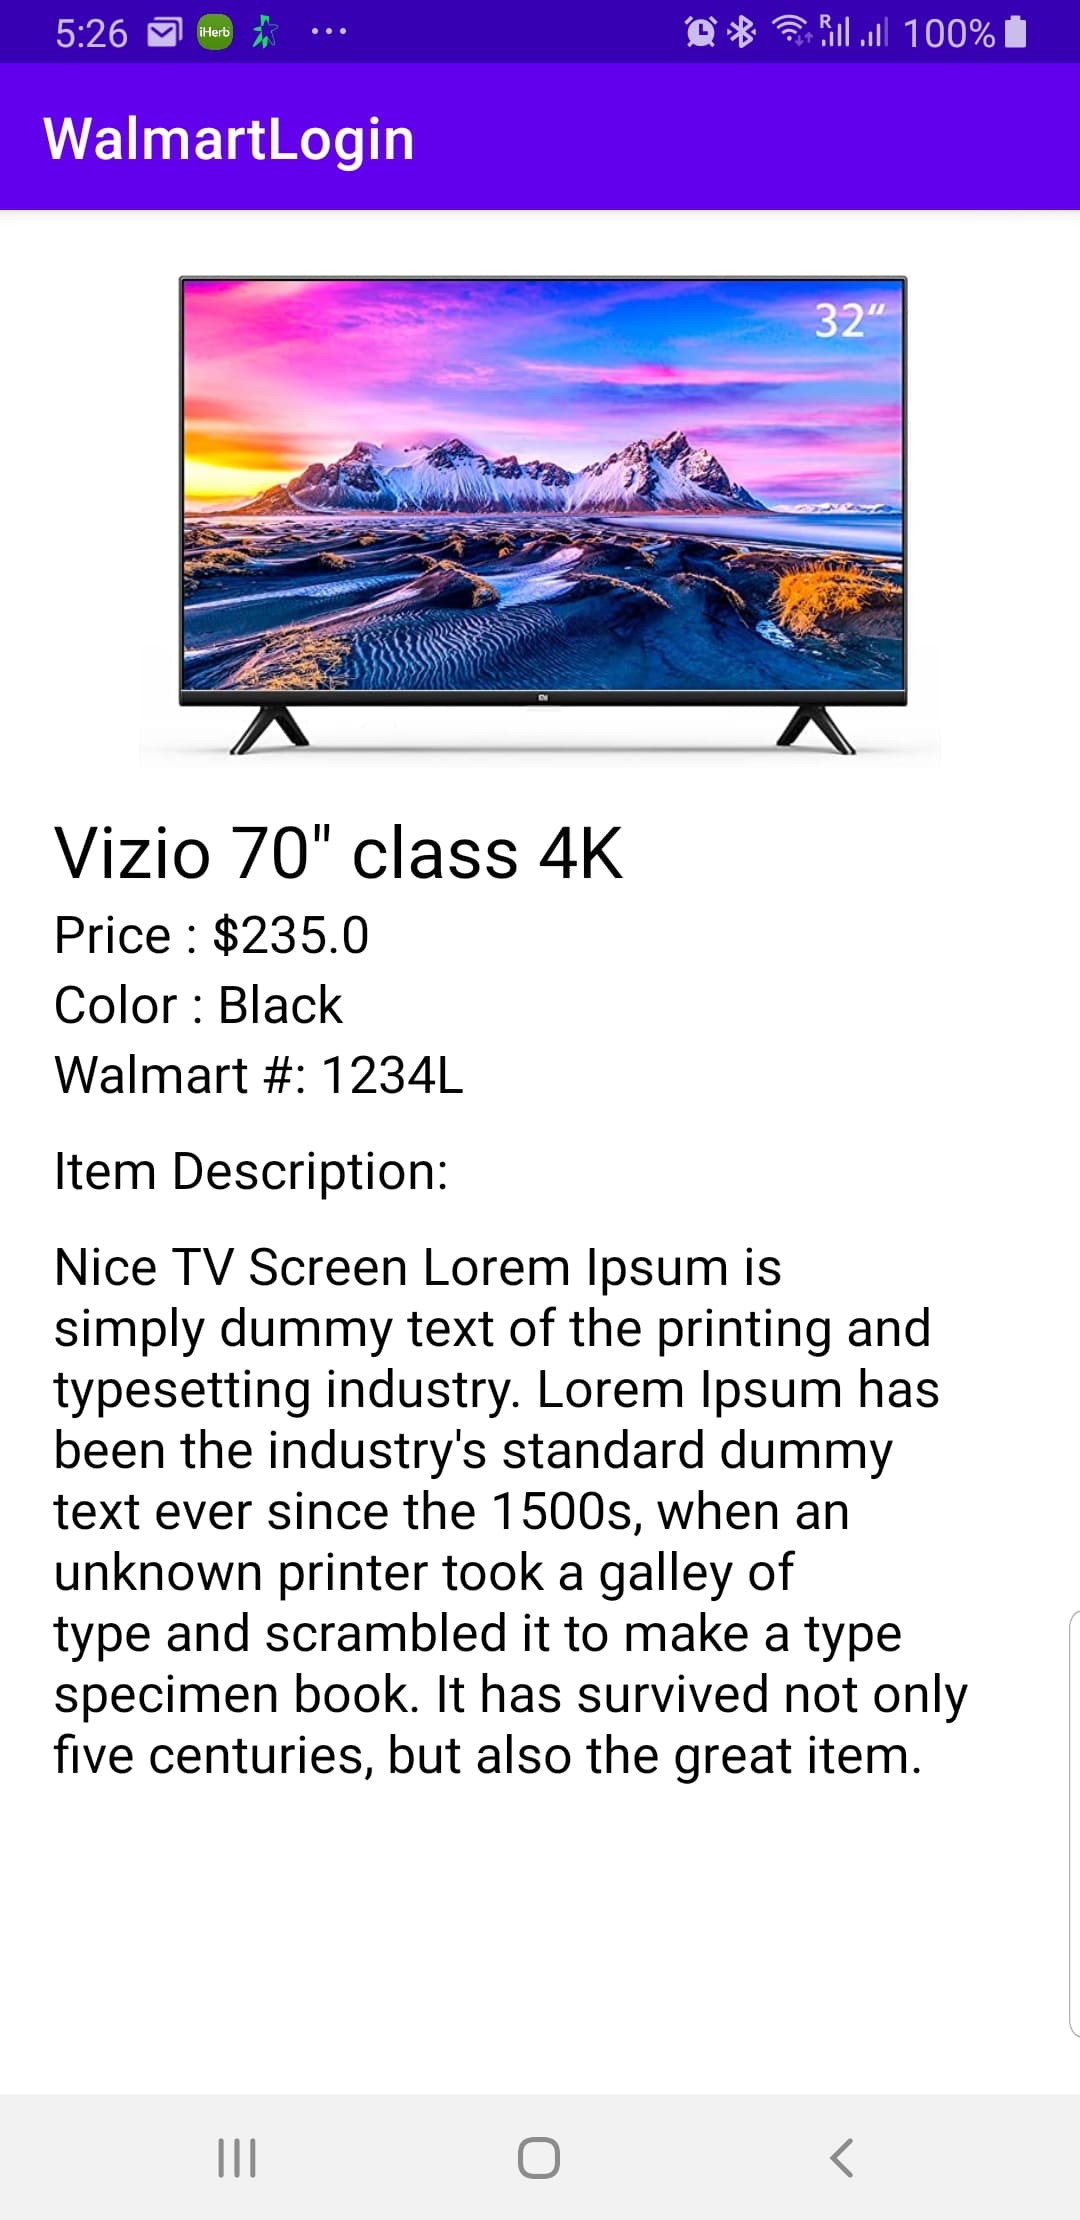 5:26 iHerb ... R 100%
WalmartLogin
32"
mi
Vizio 70" class 4K
Price : $235.0
Color : Black
Walmart #: 1234L
Item Description:
Nice TV Screen Lorem Ipsum is
simply dummy text of the printing and
typesetting industry. Lorem Ipsum has
been the industry's standard dummy
text ever since the 1500s, when an
unknown printer took a galley of
type and scrambled it to make a type
specimen book. It has survived not only
five centuries, but also the great item.